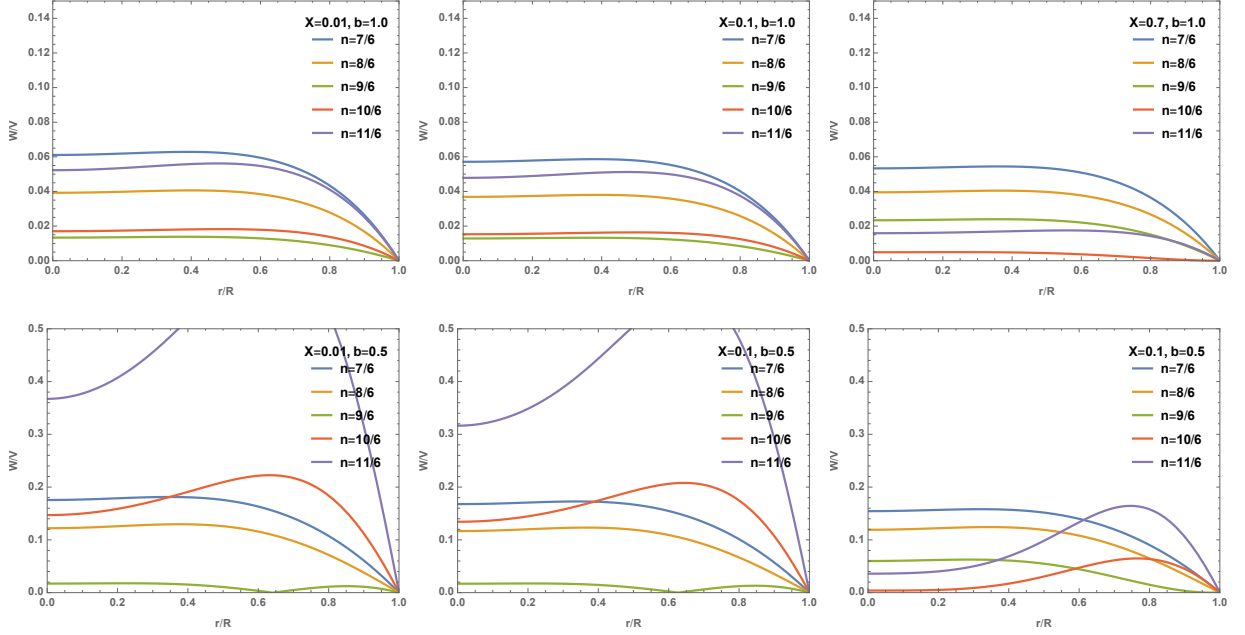 X=0.01, b=1.0
n=7/6
n=8/6
n=9/6
n=10/6
n=11/6
0.14
0.12
0.10
0.08
0.06
0.04
0.02
0.00
W/V
0.0 0.2 0.4 0.6 0.8 1.0
r/R
X=0.1, b=1.0
n=7/6
n=8/6
n=9/6
n=10/6
n=11/6
0.14
0.12
0.10
0.08
0.06
0.04
0.02
0.00
W/V
0.0 0.2 0.4 0.6 0.8 1.0
r/R
X=0.7, b=1.0
n=7/6
n=8/6
n=9/6
n=10/6
n=11/6
0.14
0.12
0.10
0.08
0.06
0.04
0.02
0.00
W/V
0.0 0.2 0.4 0.6 0.8 1.0
r/R
X=0.01, b=0.5
n=7/6
n=8/6
n=9/6
n=10/6
n=11/6
0.5
0.4
0.3
0.2
0.1
0.0
W/V
0.0 0.2 0.4 0.6 0.8 1.0
r/R
X=0.1, b=0.5
n=7/6
n=8/6
n=9/6
n=10/6
n=11/6
0.5
0.4
0.3
0.2
0.1
0.0
W/V
0.0 0.2 0.4 0.6 0.8 1.0
r/R
X=0.1, b=0.5
n=7/6
n=8/6
n=9/6
n=10/6
n=11/6
0.5
0.4
0.3
0.2
0.1
0.0
W/V
0.0 0.2 0.4 0.6 0.8 1.0
r/R